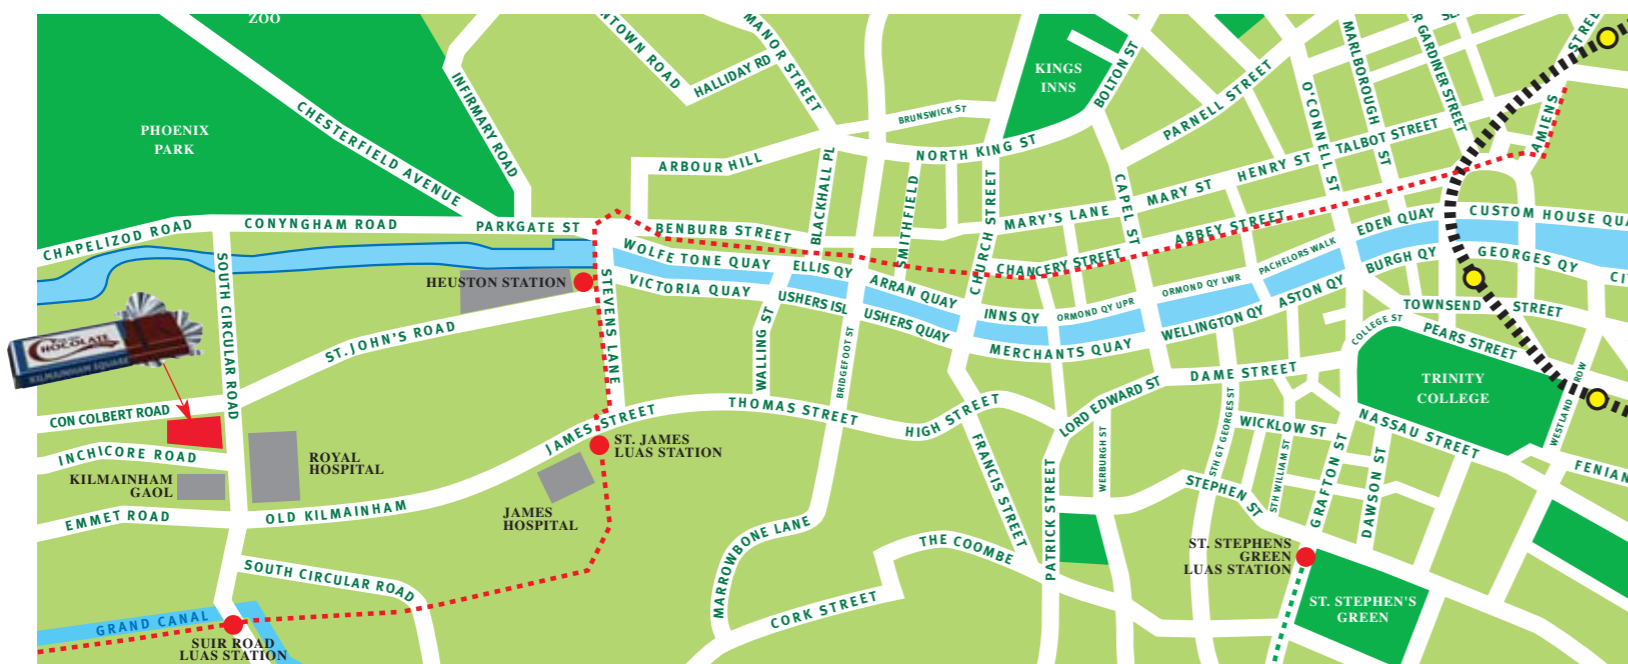 ZOO
PHOENIX
PARK
CHESTERFIELD AVENUE
INFIRMARY ROAD
NTOWN ROAD
HALLIDAY RD
MANOR STREET
BRUNSWICK ST
KINGS
INNS
BOLTON ST
PARNELL STREET
O'CONNELL ST
MARLBOROUGH
ST
R GARDINER STREET
STREE
AMIENS
TALBOT STREET
HENRY ST
MARY ST
MARY'S LANE
CAPEL ST
NORTH KING ST
ARBOUR HILL
BLACKHALL PL
SMITHFIELD
CHURCH STREET
CHANCERY STREET
ABBEY STREET
CHAPELIZOD ROAD
CONYNGHAM ROAD
PARKGATE ST
BENBURB STREET
WOLFE TONE QUAY
ELLIS QY
ARRAN QUAY
INNS QY
ORMOND QY UPR
ORMOND QY LWR
PACHELORS WALK
EDEN QUAY
CUSTOM HOUSE QUA
VICTORIA QUAY
USHERS ISL
USHERS QUAY
MERCHANTS QUAY
WELLINGTON QY
ASTON QY
BURGH QY
GEORGES QY
CIT
HEUSTON STATION
STEVENS LANE
SOUTH CIRCULAR ROAD
ST.JOHN'S ROAD
WALLING ST
BRIDGEFOOT ST
TOWNSEND STREET
COLLEGE ST
PEARS STREET
TRINITY
COLLEGE
WESTLAND ROW
DAME STREET
HOCOLATE
KILMAINHAM SQUARE
CON COLBERT ROAD
INCHICORE ROAD
KILMAINHAM
GAOL
EMMET ROAD
ROYAL
HOSPITAL
OLD KILMAINHAM
JAMES STREET
THOMAS STREET
HIGH STREET
LORD EDWARD ST
WERBURGH ST
STH GT GEORGES ST
WICKLOW ST
STH WILLIAM ST
GRAFTON ST
DAWSON ST
NASSAU STREET
FENIAN
ST. JAMES
LUAS STATION
JAMES
HOSPITAL
FRANCIS STREET
PATRICK STREET
STEPHEN ST
ST. STEPHENS
GREEN
LUAS STATION
ST. STEPHEN'S
GREEN
THE COOMBE
CORK STREET
MARROWBONE LANE
SOUTH CIRCULAR ROAD
GRAND CANAL
SUIR ROAD
LUAS STATION